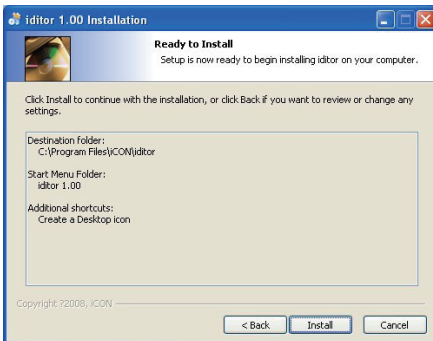 iditor 1.00 Installation
Ready to Install
Setup is now ready to begin installing iditor on your computer.
Click Install to continue with the installation, or click Back if you want to review or change any
settings.
Destination folder:
C:\Program Files\iCON\iditor
Start Menu Folder:
iditor 1.00
Additional shortcuts:
Create a Desktop icon
Copyright ?2008, iCON
< Back
Install
Cancel